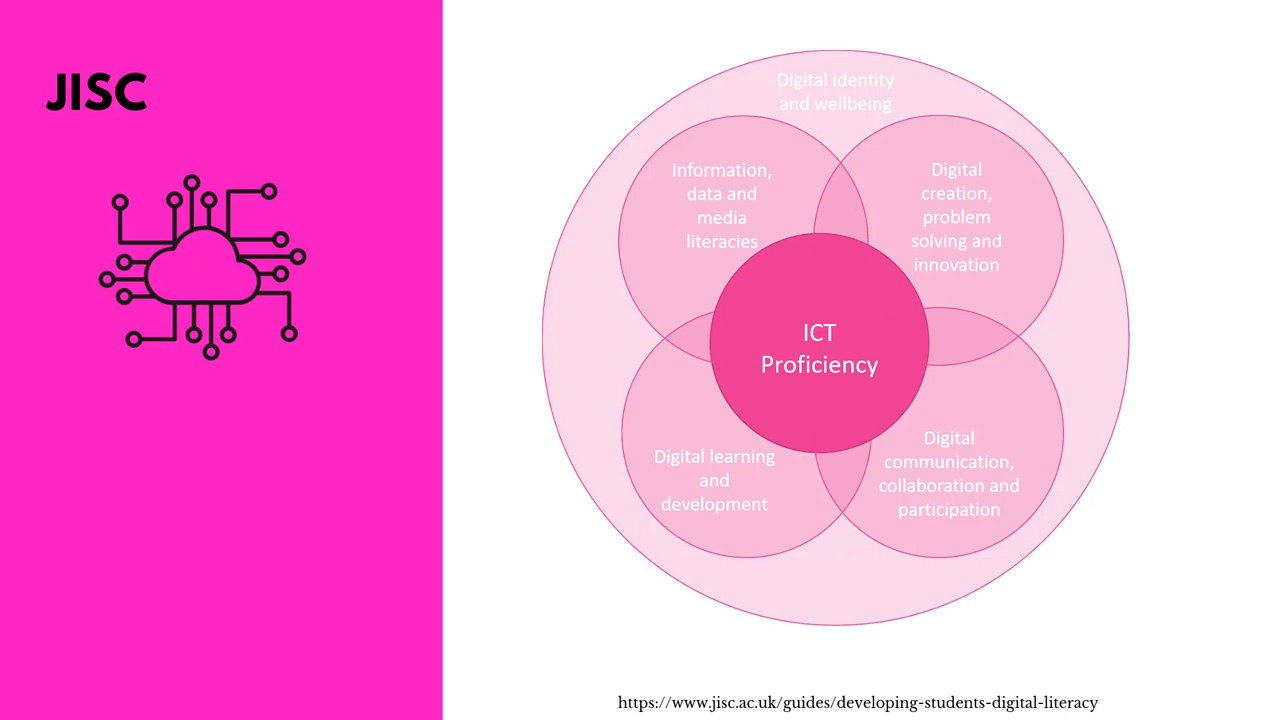 JISC
Digital identity
and wellbeing
Information,
data and
media
literacies
Digital
creation,
problem
solving and
innovation
ICT
Proficiency
Digital learning
and
development
Digital
communication,
collaboration and
participation
https://www.jisc.ac.uk/guides/developing-students-digital-literacy